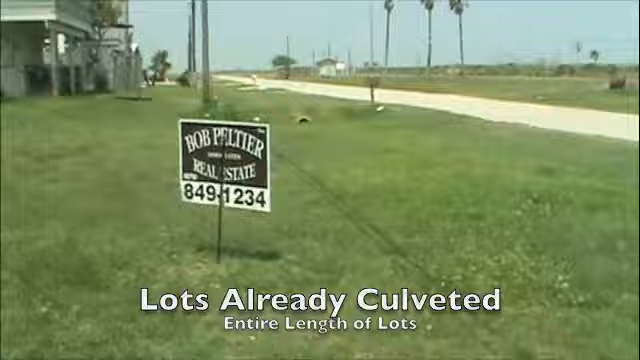 BOB PELTIER
REAL ESTATE
849-1234
Lots Already Culveted
Entire Length of Lots